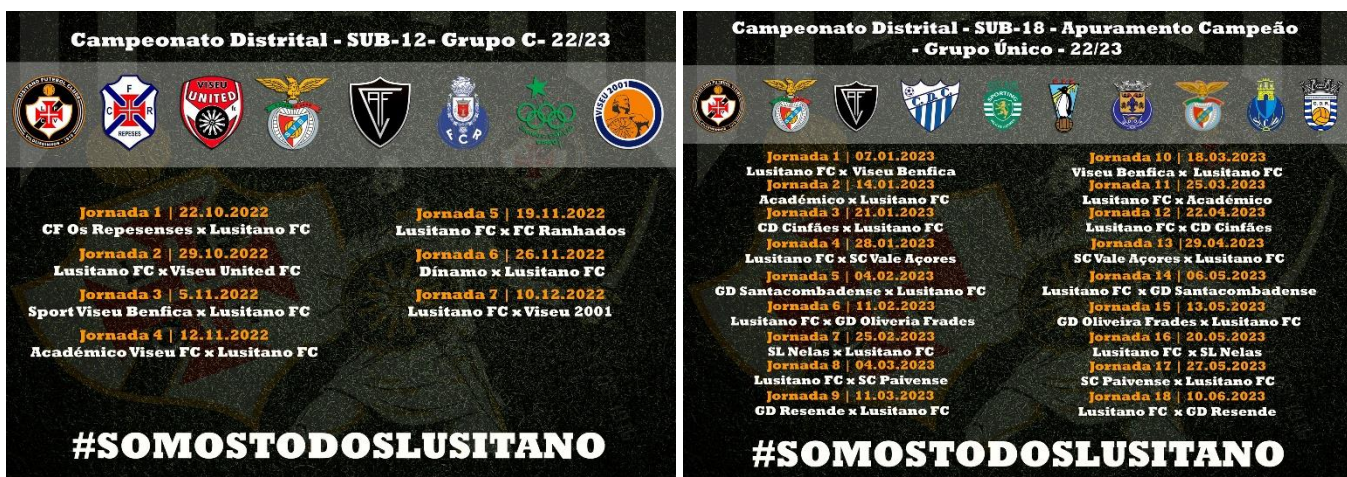 Campeonato Distrital - SUB-12- Grupo C- 22/23
LUSITANO FUTEBOL CLUBE
F
C R
REPESES
VISEU
UNITED
FCR
VISEU 2001
Jornada 1 | 22.10.2022
CF Os Repesenses x Lusitano FC
Jornada 2 | 29.10.2022
Lusitano FC x Viseu United FC
Jornada 3 | 5.11.2022
Sport Viseu Benfica x Lusitano FC
Jornada 4 | 12.11.2022
Académico Viseu FC x Lusitano FC
Jornada 5 | 19.11.2022
Lusitano FC x FC Ranhados
Jornada 6 | 26.11.2022
Dínamo x Lusitano FC
Jornada 7 | 10.12.2022
Lusitano FC x Viseu 2001
#SOMOSTODOSLUSITANO
Campeonato Distrital - SUB-18 - Apuramento Campeão
- Grupo Único - 22/23
CDC
SPORTING
Jornada 1 | 07.01.2023
Lusitano FC x Viseu Benfica
Jornada 2 | 14.01.2023
Académico x Lusitano FC
Jornada 3 | 21.01.2023
CD Cinfães x Lusitano FC
Jornada 4 | 28.01.2023
Lusitano FC x SC Vale Açores
Jornada 5 | 04.02.2023
GD Santacombadense x Lusitano FC
Jornada 6 | 11.02.2023
Lusitano FC x GD Oliveria Frades
Jornada 7 | 25.02.2023
SL Nelas x Lusitano FC
Jornada 8 | 04.03.2023
Lusitano FC x SC Paivense
Jornada 9 | 11.03.2023
GD Resende x Lusitano FC
Jornada 10 | 18.03.2023
Viseu Benfica x Lusitano FC
Jornada 11 | 25.03.2023
Lusitano FC x Académico
Jornada 12 | 22.04.2023
Lusitano FC x CD Cinfães
Jornada 13 |29.04.2023
SC Vale Açores x Lusitano FC
Jornada 14 | 06.05.2023
Lusitano FC x GD Santacombadense
Jornada 15 | 13.05.2023
GD Oliveira Frades x Lusitano FC
Jornada 16 | 20.05.2023
Lusitano FC x SL Nelas
Jornada 17 | 27.05.2023
SC Paivense x Lusitano FC
Jornada 18 | 10.06.2023
Lusitano FC x GD Resende
#SOMOSTODOSLUSITANO